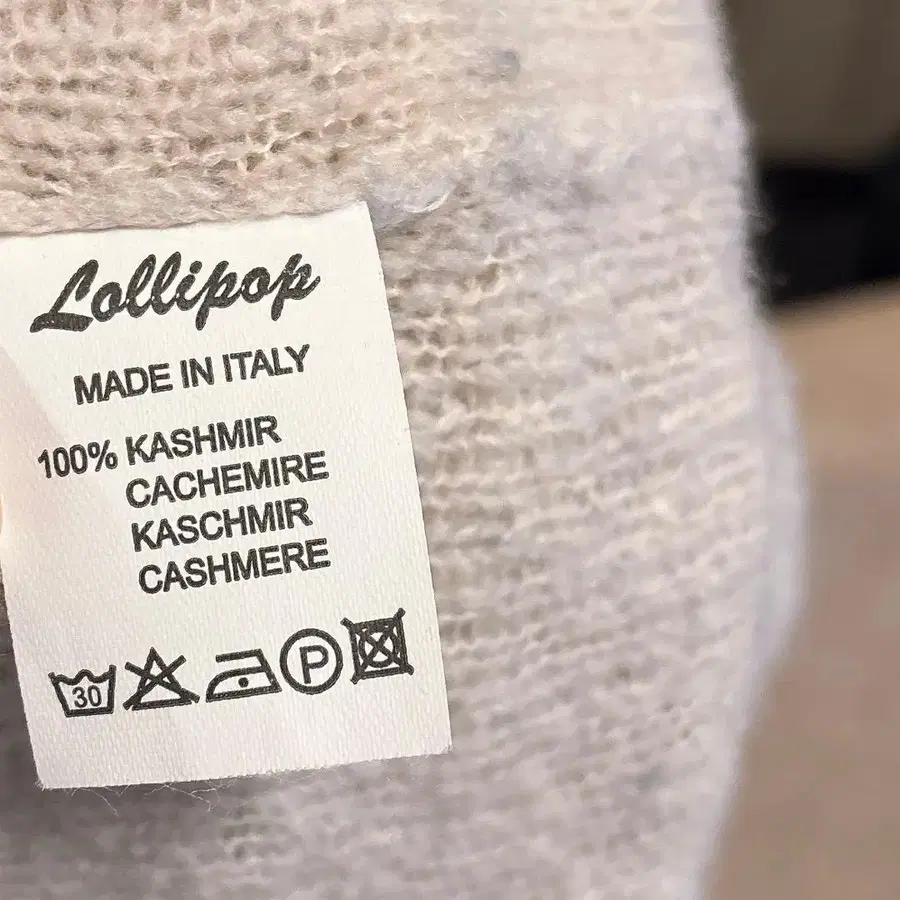 Lollipop
MADE IN ITALY
100% KASHMIR
CACHEMIRE
KASCHMIR
CASHMERE
30 P